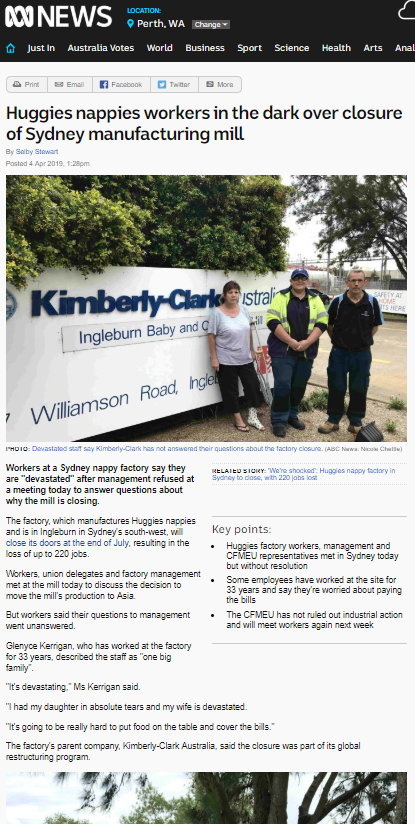 ABC NEWS
LOCATION:
Perth, WA Change
Just In Australia Votes World Business Sport Science Health Arts Anal
Print Email Facebook Twitter More
Huggies nappies workers in the dark over closure
of Sydney manufacturing mill
By Selby Stewart
Posted 4 Apr 2019, 1:28pm
Kimberly-Clark Australi
Ingleburn Baby and C
ill
Williamson Road, Ingleb
SAFETY AT
HOME
STARTS HERE
PHOTO: Devastated staff say Kimberly-Clark has not answered their questions about the factory closure. (ABC News: Nicole Chettle)
Workers at a Sydney nappy factory say they
are "devastated" after management refused at
a meeting today to answer questions about
why the mill is closing.
RELATED STORY: 'We're shocked': Huggies nappy factory in
Sydney to close, with 220 jobs lost
The factory, which manufactures Huggies nappies
and is in Ingleburn in Sydney's south-west, will
close its doors at the end of July, resulting in the
loss of up to 220 jobs.
Workers, union delegates and factory management
met at the mill today to discuss the decision to
move the mill's production to Asia.
But workers said their questions to management
went unanswered.
Glenyce Kerrigan, who has worked at the factory
for 33 years, described the staff as "one big
family".
Key points:
• Huggies factory workers, management and
CFMEU representatives met in Sydney today
but without resolution
• Some employees have worked at the site for
33 years and say they're worried about paying
the bills
• The CFMEU has not ruled out industrial action
and will meet workers again next week
"It's devastating," Ms Kerrigan said.
"I had my daughter in absolute tears and my wife is devastated.
"It's going to be really hard to put food on the table and cover the bills."
The factory's parent company, Kimberly-Clark Australia, said the closure was part of its global
restructuring program.